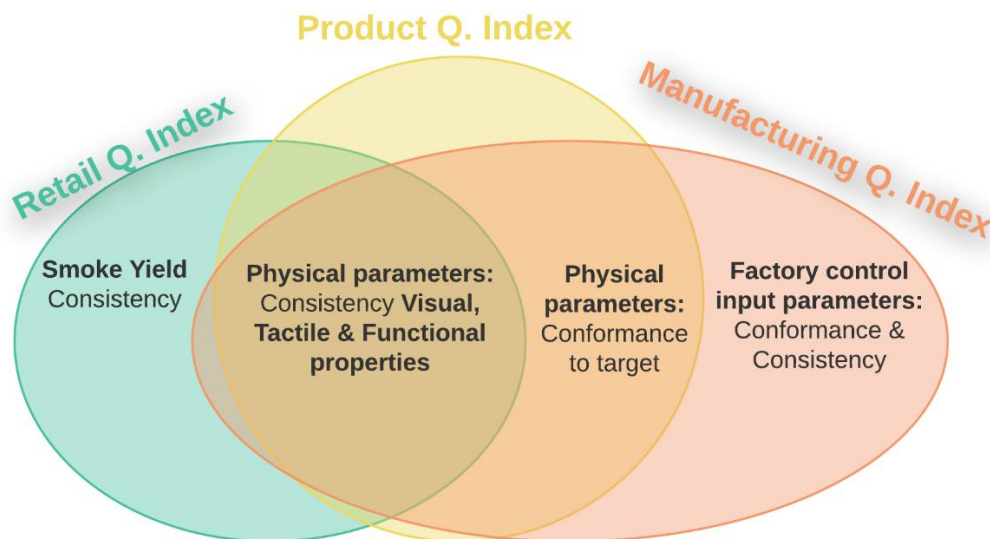 Product Q. Index
Retail Q. Index
Manufacturing Q. Index
Smoke Yield
Consistency
Physical parameters:
Consistency Visual,
Tactile & Functional
properties
Physical
parameters:
Conformance
to target
Factory control
input parameters:
Conformance &
Consistency